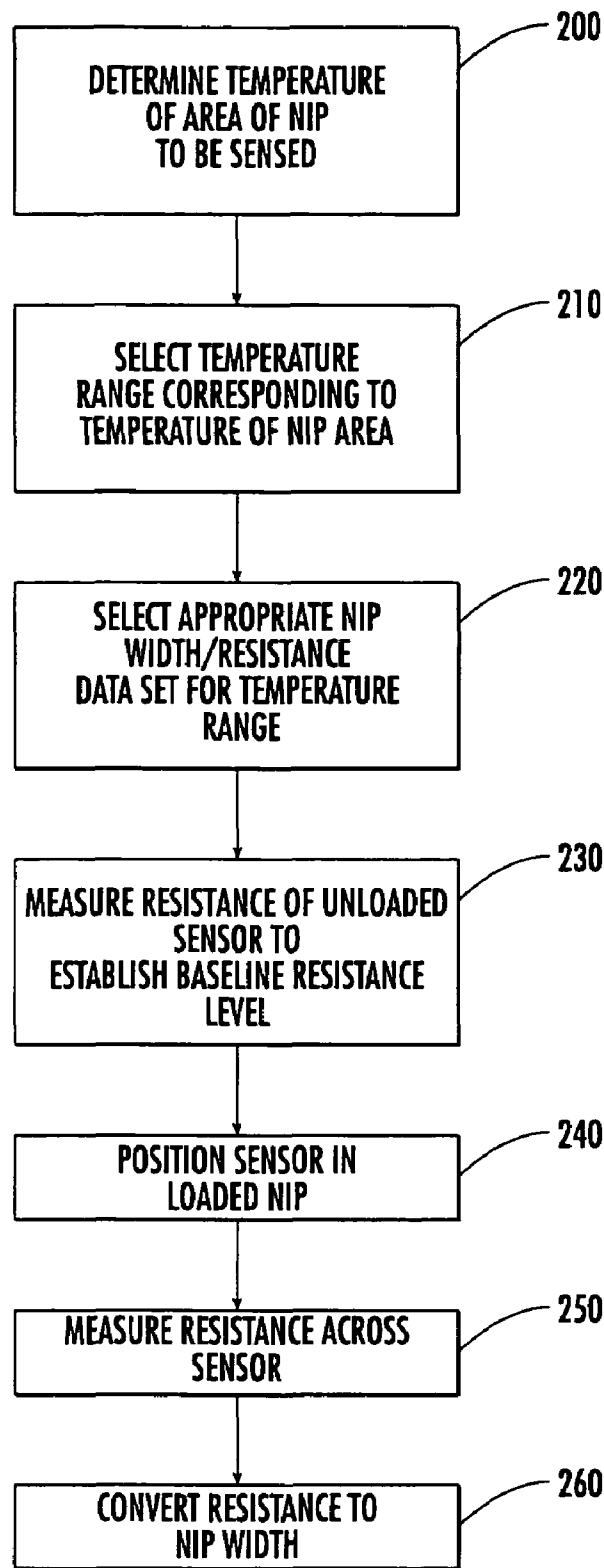 200
DETERMINE TEMPERATURE
OF AREA OF NIP
TO BE SENSED
210
SELECT TEMPERATURE
RANGE CORRESPONDING TO
TEMPERATURE OF NIP AREA
220
SELECT APPROPRIATE NIP
WIDTH/RESISTANCE
DATA SET FOR TEMPERATURE
RANGE
230
MEASURE RESISTANCE OF UNLOADED
SENSOR TO
ESTABLISH BASELINE RESISTANCE
LEVEL
240
POSITION SENSOR IN
LOADED NIP
250
MEASURE RESISTANCE ACROSS
SENSOR
260
CONVERT RESISTANCE TO
NIP WIDTH